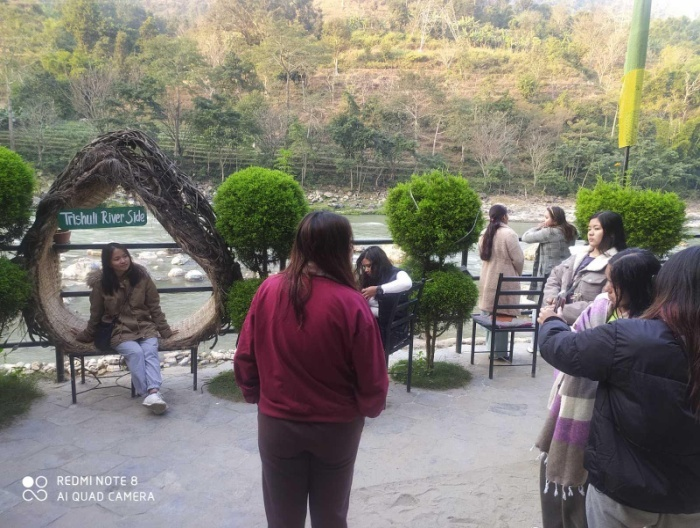 Trishuli River Side
REDMI NOTE 8
AI QUAD CAMERA